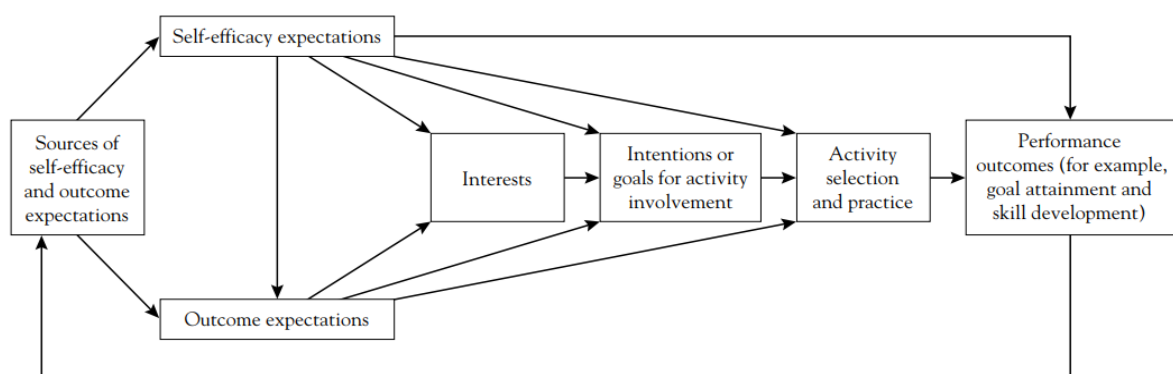 Self-efficacy expectations
Sources of
self-efficacy
and outcome
expectations
Interests
Intentions or
goals for activity
involvement
Activity
selection
and practice
Performance
outcomes (for example,
goal attainment and
skill development)
Outcome expectations